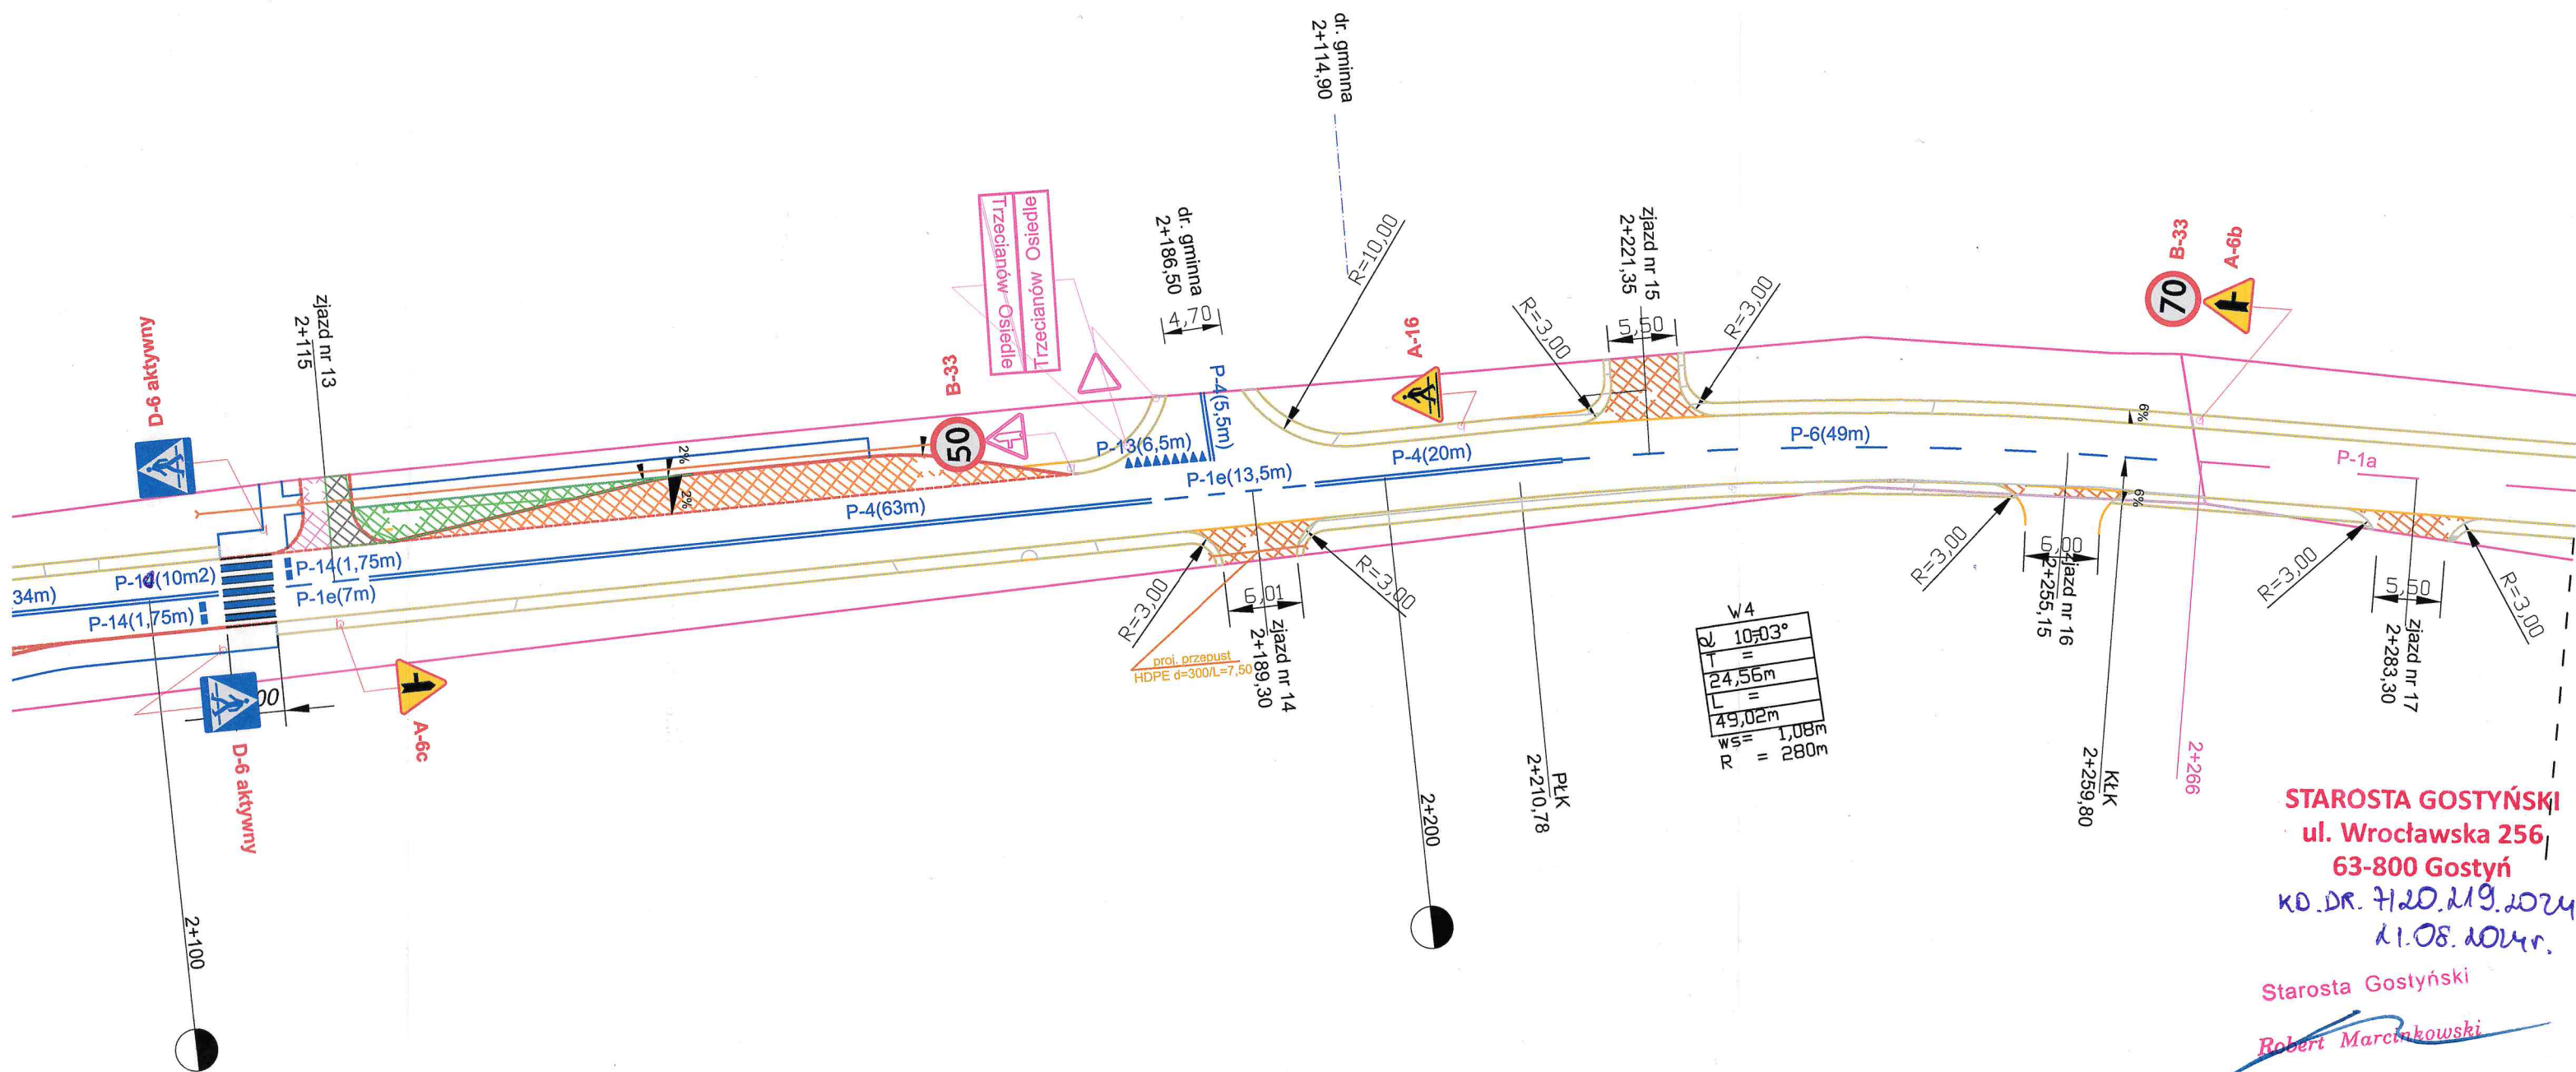 D-6 aktywny
zjazd nr 13
2+115
34m)
P-14(1,75m)
P-14(1,75m)
P-1e(7m)
00
D-6 aktywny
A-6c
2+100
2%
2%
P-4(63m)
B-33
50
Trzecianów Osiedle
Trzecianów Osiedle
dr. gminna
2+186,50
4,70
P-13(6,5m)
P-4(5,5m)
P-1e(13,5m)
dr. gminna
2+114,90
R=10,00
A-16
P-4(20m)
R=3,00
proj. przepust
HDPE d=300/L=7,50
6,01
zjazd nr 14
2+189,30
R=3,00
2+200
PŁK
2+210,78
zjazd nr 15
2+221,35
R=3,00
5,50
R=3,00
W4
10,03°
T =
24,56m
L =
49,02m
ws= 1,08m
R = 280m
P-6(49m)
6%
6%
R=3,00
6,00
zjazd nr 16
2+255,15
KŁK
2+259,80
B-33
70
A-6b
P-1a
2+266
R=3,00
5,50
zjazd nr 17
2+283,30
R=3,00
STAROSTA GOSTYŃSKI
ul. Wrocławska 256
63-800 Gostyń
KD.DR.7120.219.2024
21.08.2024r.
Starosta Gostyński
Robert Marcinkowski